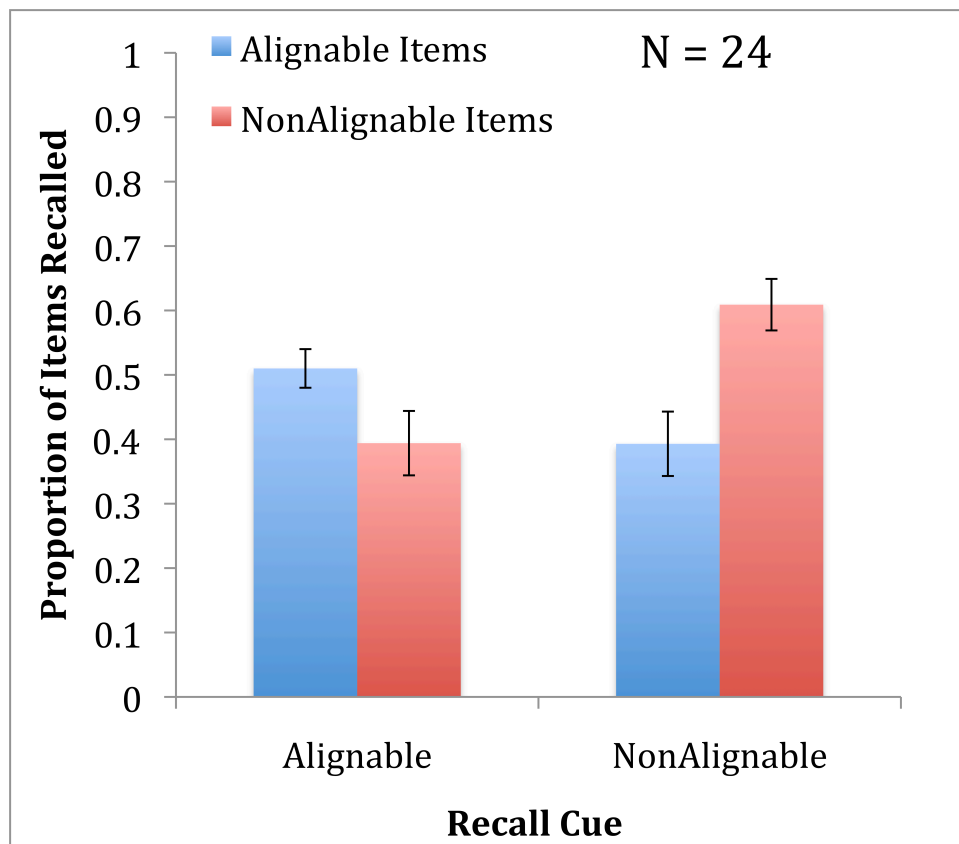 Alignable Items
N = 24
NonAlignable Items
Proportion of Items Recalled
1
0.9
0.8
0.7
0.6
0.5
0.4
0.3
0.2
0.1
0
Alignable
NonAlignable
Recall Cue